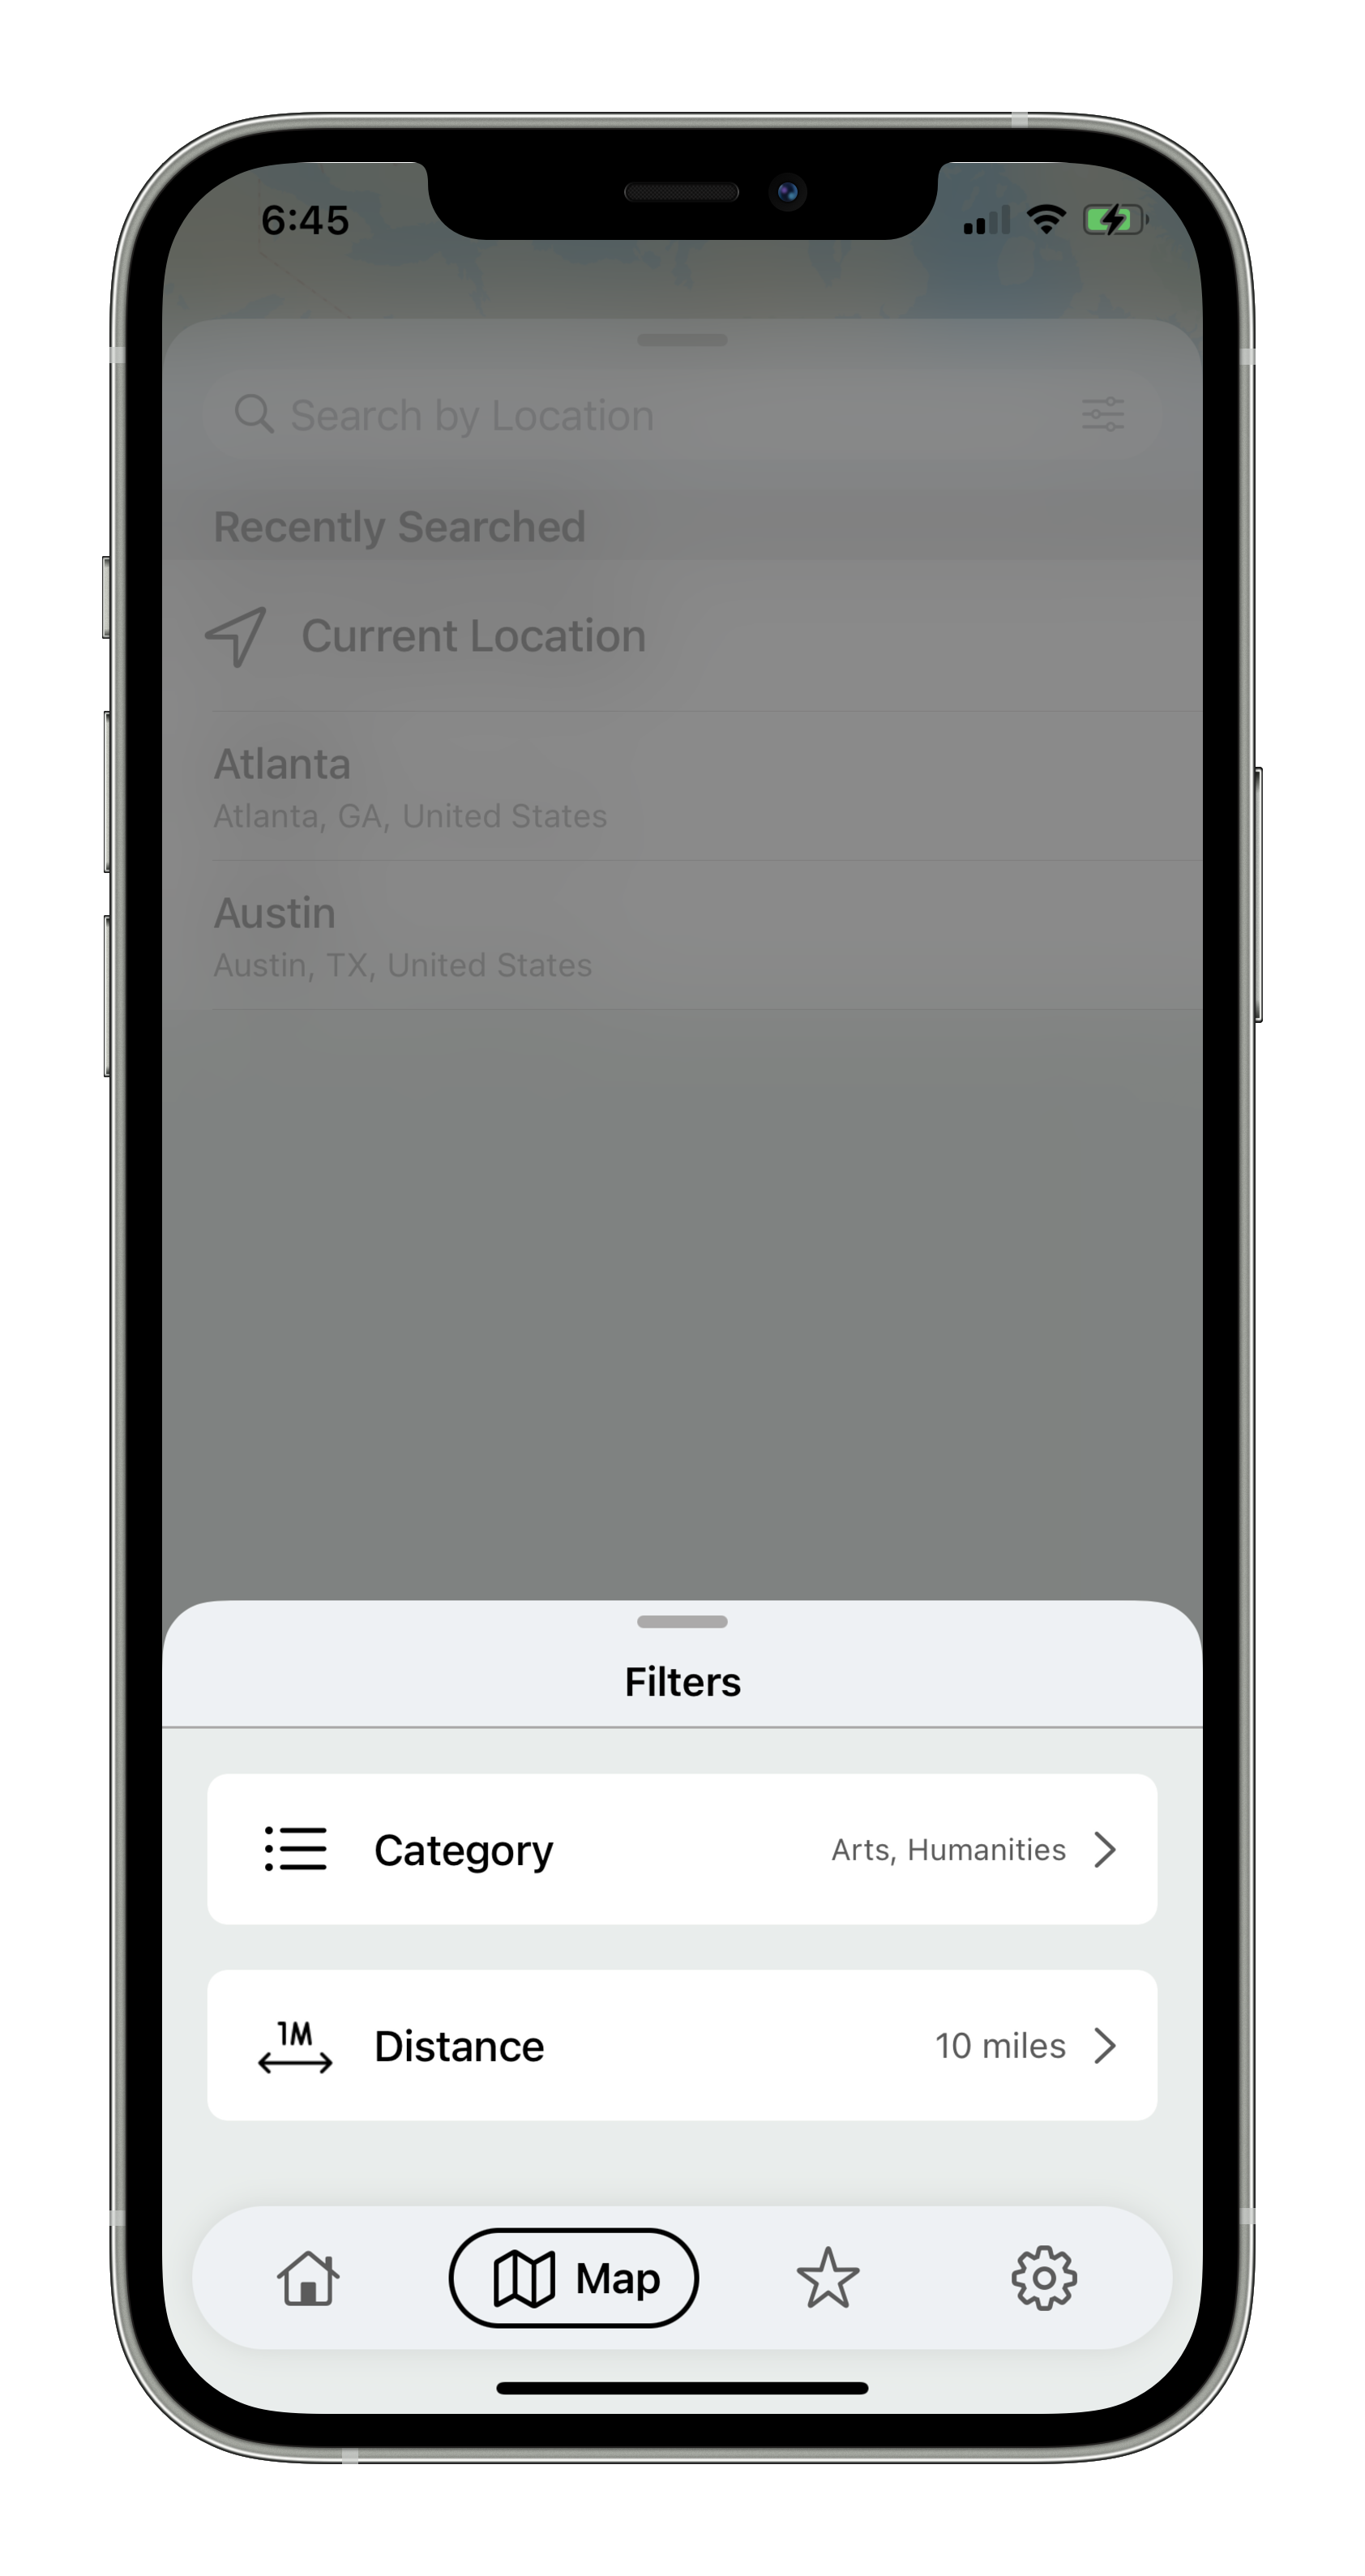 6:45
Search by Location
Recently Searched
Current Location
Atlanta
Atlanta, GA, United States
Austin
Austin, TX, United States
Filters
Category Arts, Humanities
1M
Distance 10 miles
Map